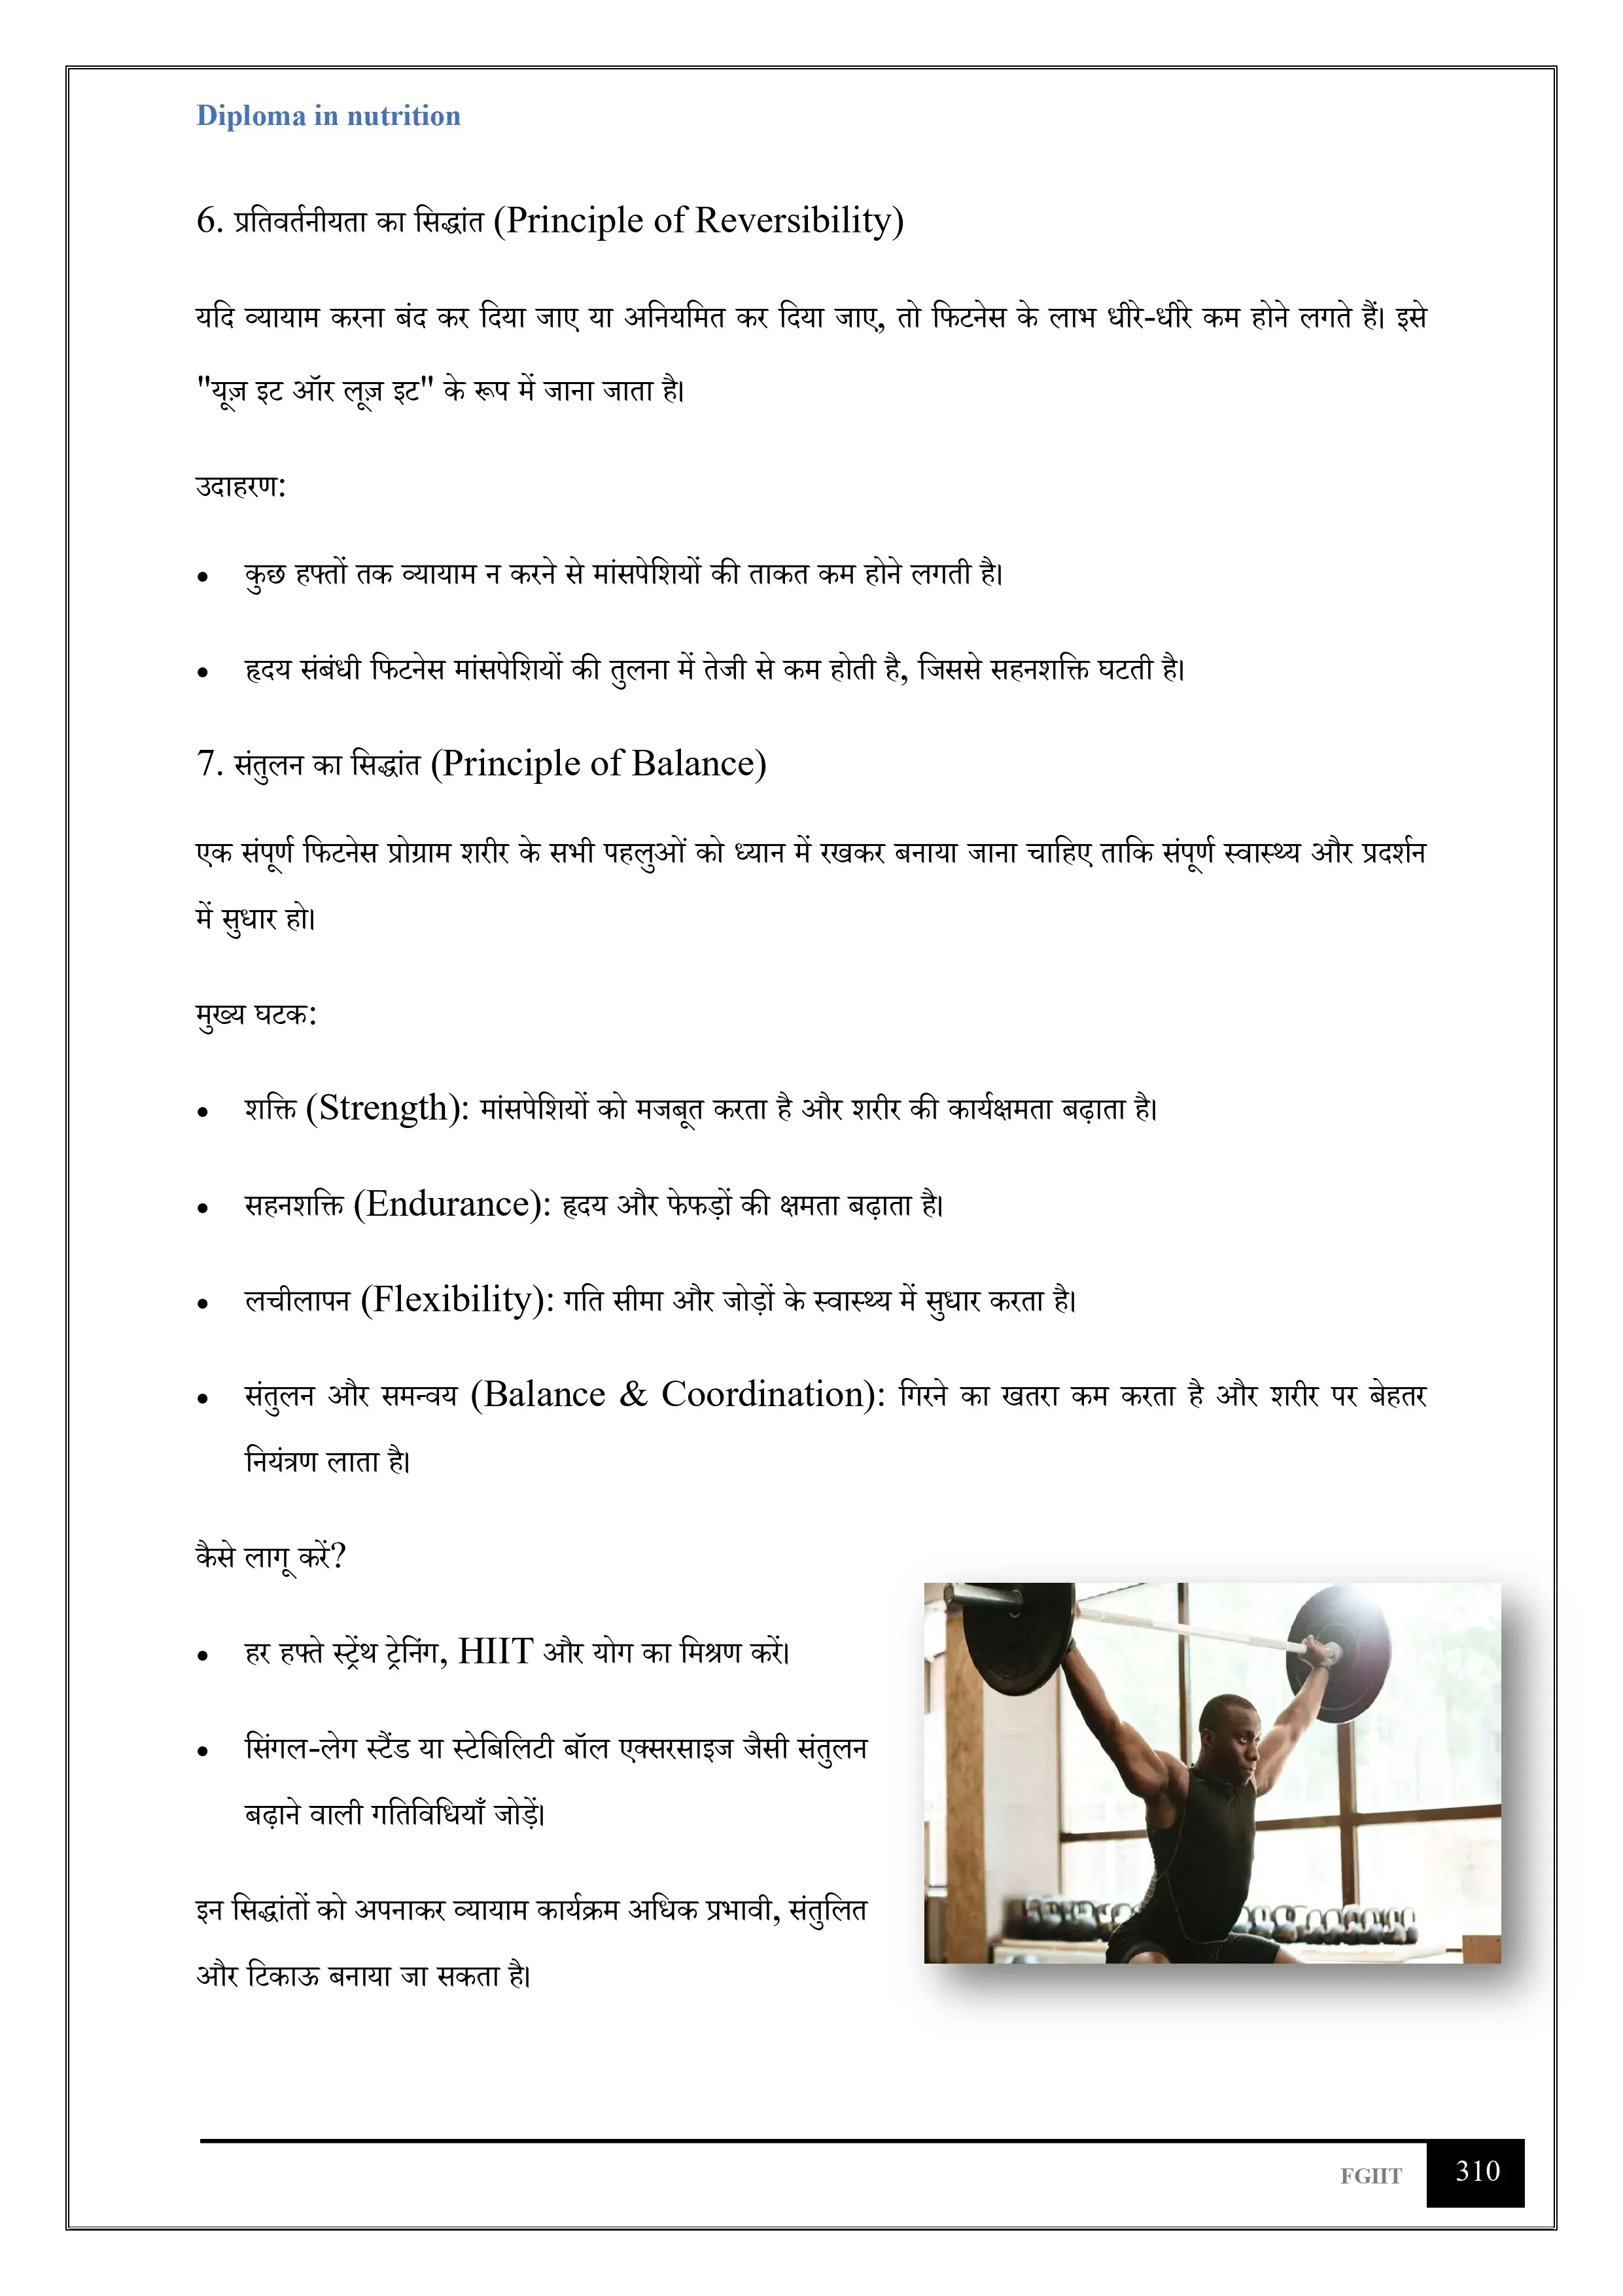 Diploma in nutrition
6. प्रतिवर्तनीयता का सिद्धांत (Principle of Reversibility)
यदि व्यायाम करना बंद कर दिया जाए या अनियमित कर दिया जाए, तो फिटनेस के लाभ धीरे-धीरे कम होने लगते हैं। इसे
"यूज़ इट ऑर लूज़ इट" के रूप में जाना जाता है।
उदाहरण:
• कुछ हफ्तों तक व्यायाम न करने से मांसपेशियों की ताकत कम होने लगती है।
• हृदय संबंधी फिटनेस मांसपेशियों की तुलना में तेजी से कम होती है, जिससे सहनशक्ति घटती है।
7. संतुलन का सिद्धांत (Principle of Balance)
एक संपूर्ण फिटनेस प्रोग्राम शरीर के सभी पहलुओं को ध्यान में रखकर बनाया जाना चाहिए ताकि संपूर्ण स्वास्थ्य और प्रदर्शन
में सुधार हो।
मुख्य घटक:
• शक्ति (Strength): मांसपेशियों को मजबूत करता है और शरीर की कार्यक्षमता बढ़ाता है।
• सहनशक्ति (Endurance): हृदय और फेफड़ों की क्षमता बढ़ाता है।
• लचीलापन (Flexibility): गति सीमा और जोड़ों के स्वास्थ्य में सुधार करता है।
• संतुलन और समन्वय (Balance & Coordination): गिरने का खतरा कम करता है और शरीर पर बेहतर
नियंत्रण लाता है।
कैसे लागू करें?
• हर हफ्ते स्ट्रेंथ ट्रेनिंग, HIIT और योग का मिश्रण करें।
• सिंगल-लेग स्टैंड या स्टेबिलिटी बॉल एक्सरसाइज जैसी संतुलन
बढ़ाने वाली गतिविधियाँ जोड़ें।
इन सिद्धांतों को अपनाकर व्यायाम कार्यक्रम अधिक प्रभावी, संतुलित
और टिकाऊ बनाया जा सकता है।
FGIIT 310